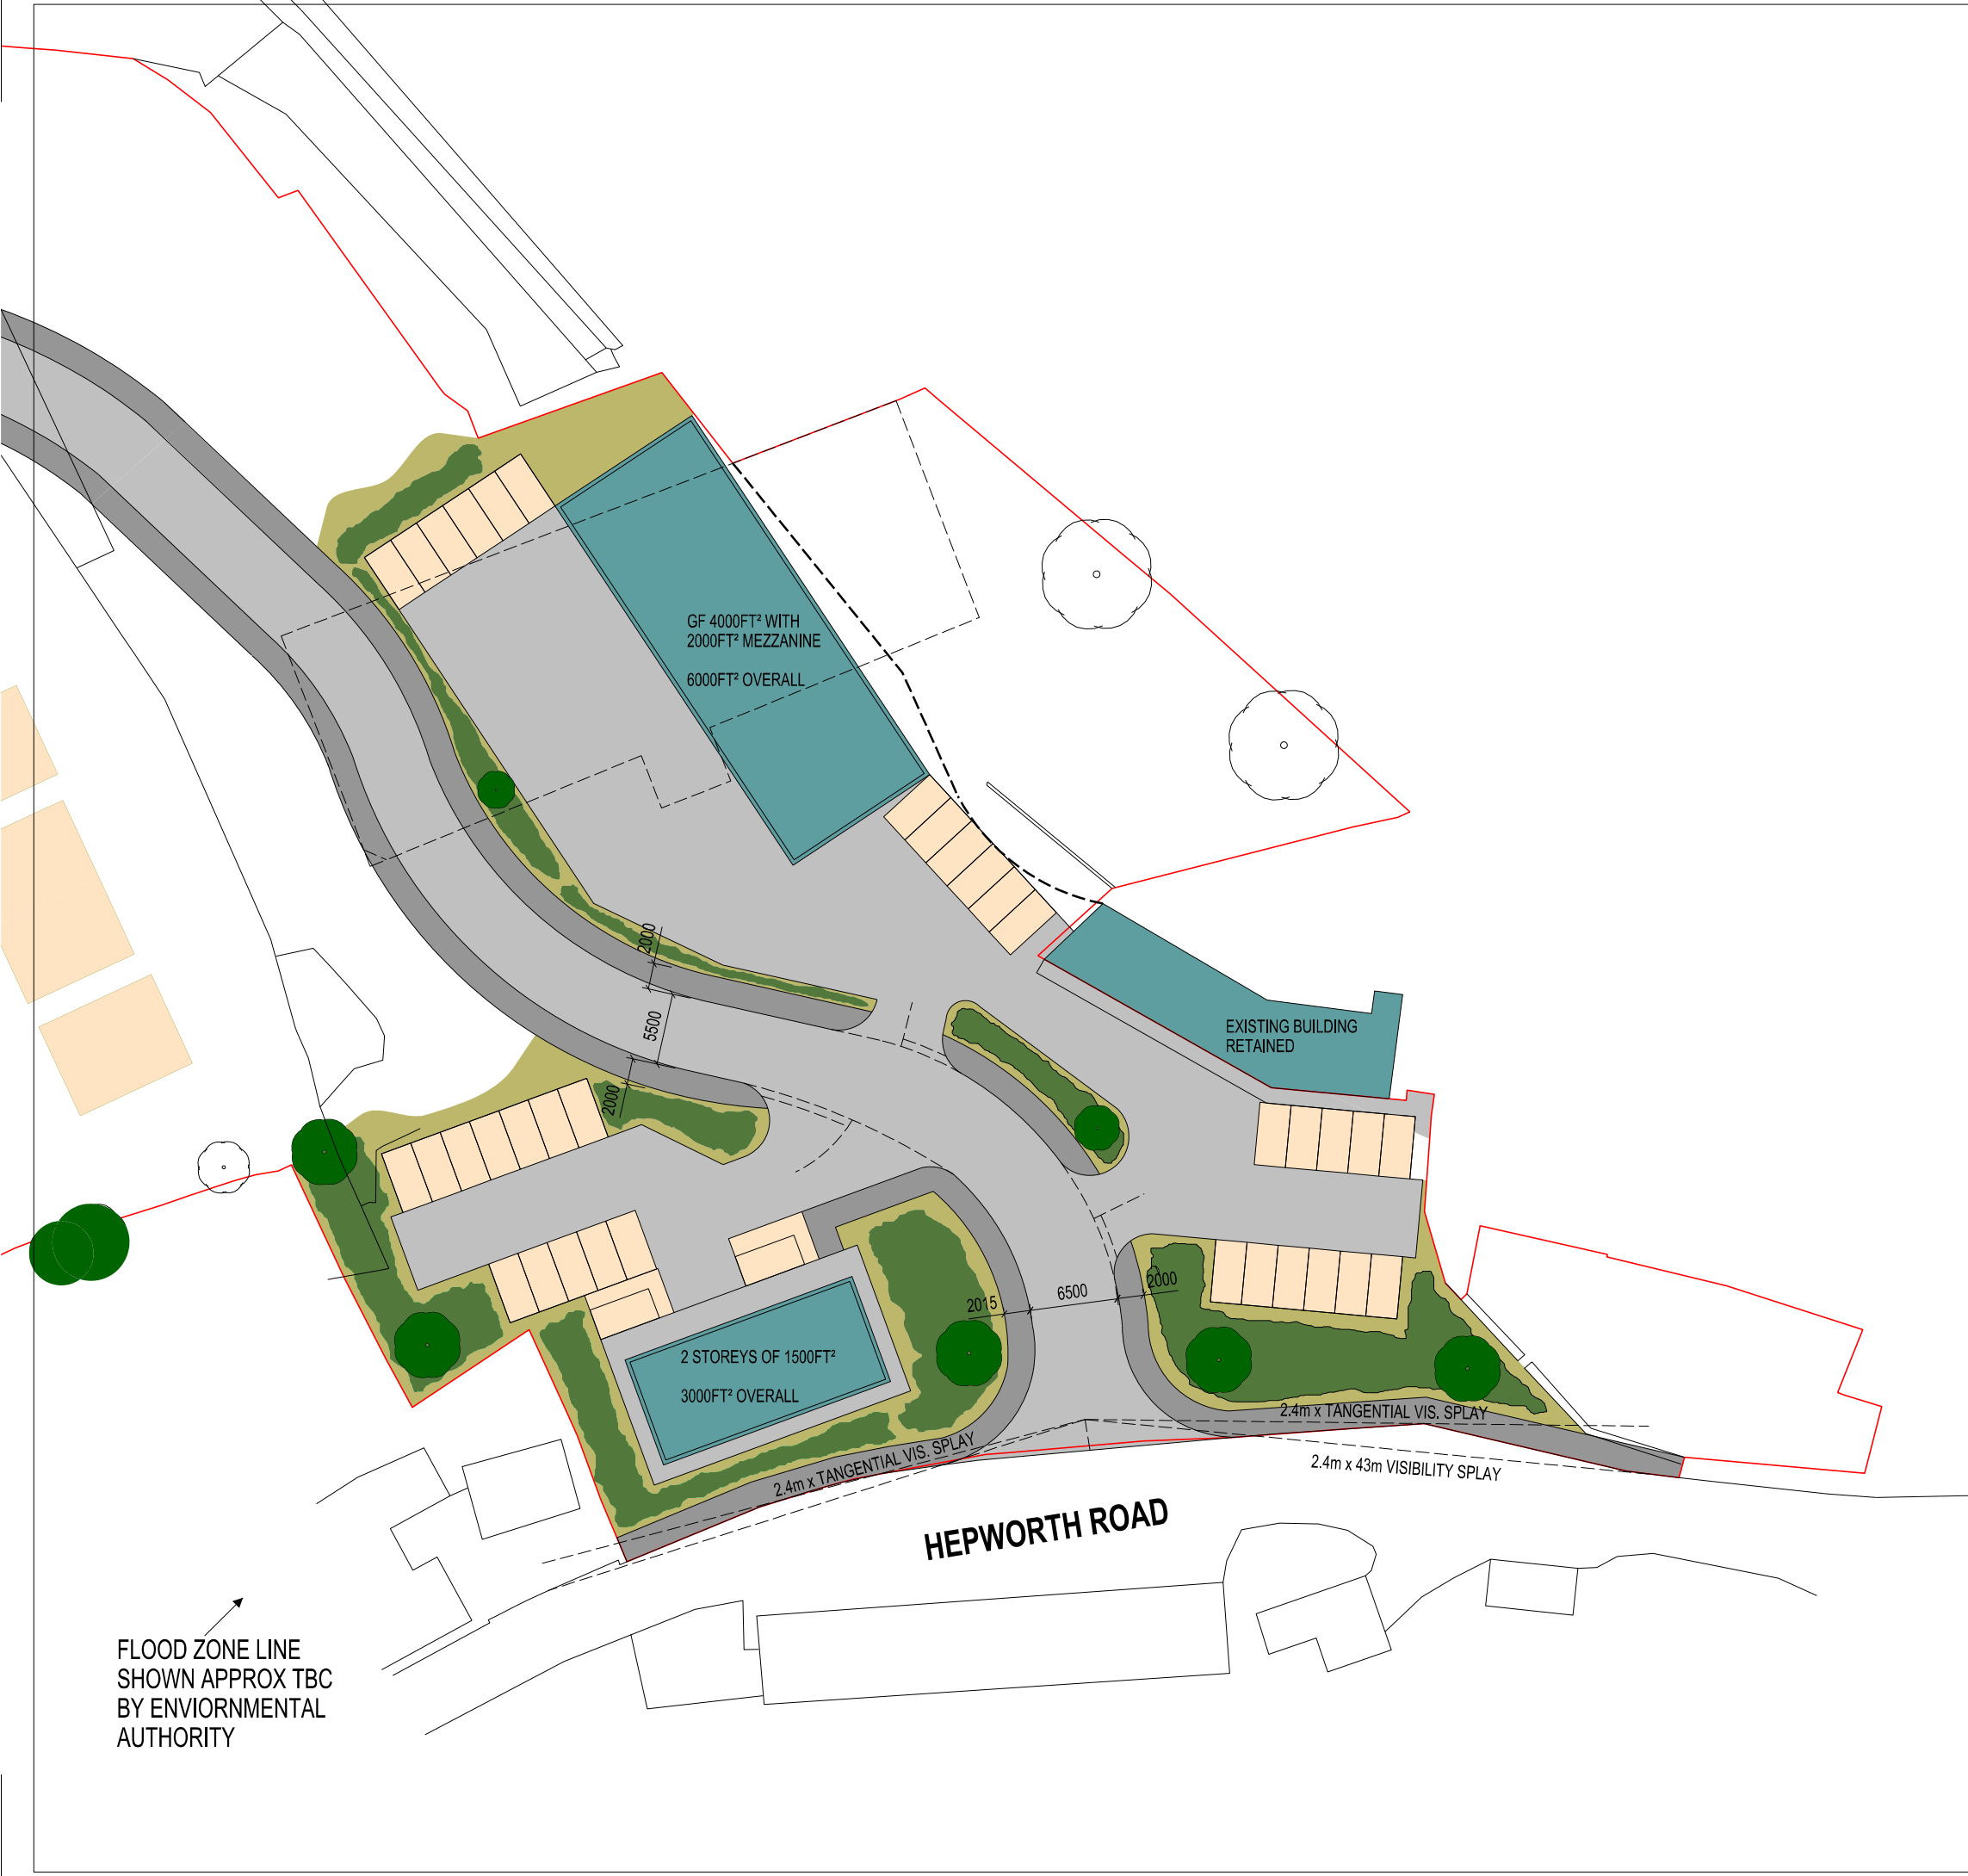 GF 4000FT² WITH
2000FT² MEZZANINE
6000FT² OVERALL
2000
5500
2000
EXISTING BUILDING
RETAINED
2015
6500
2000
2 STOREYS OF 1500FT²
3000FT² OVERALL
2.4m x TANGENTIAL VIS. SPLAY
2.4m x TANGENTIAL VIS. SPLAY
2.4m x 43m VISIBILITY SPLAY
HEPWORTH ROAD
FLOOD ZONE LINE
SHOWN APPROX TBC
BY ENVIORNMENTAL
AUTHORITY